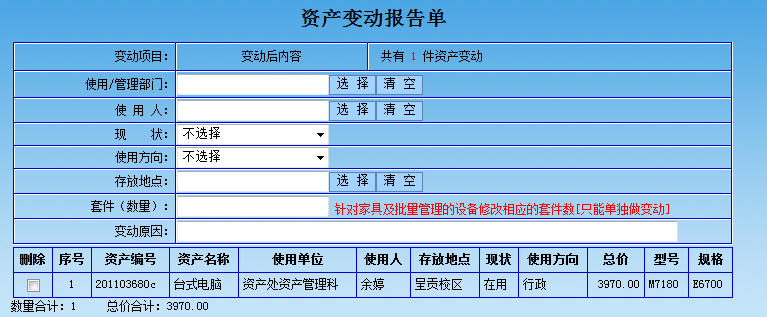 资产变动报告单
变动项目： 变动后内容 共有 1 件资产变动
使用/管理部门： 选 择 清 空
使 用 人： 选 择 清 空
现 状： 不选择
使用方向： 不选择
存放地点： 选 择 清 空
套件（数量）： 针对家具及批量管理的设备修改相应的套件数[只能单独做变动]
变动原因：
删除 序号 资产编号 资产名称 使用单位 使用人 存放地点 现状 使用方向 总价 型号 规格
1 201103680c 台式电脑 资产处资产管理科 余婷 呈贡校区 在用 行政 3970.00 M7180 E6700
数量合计：1 总价合计：3970.00